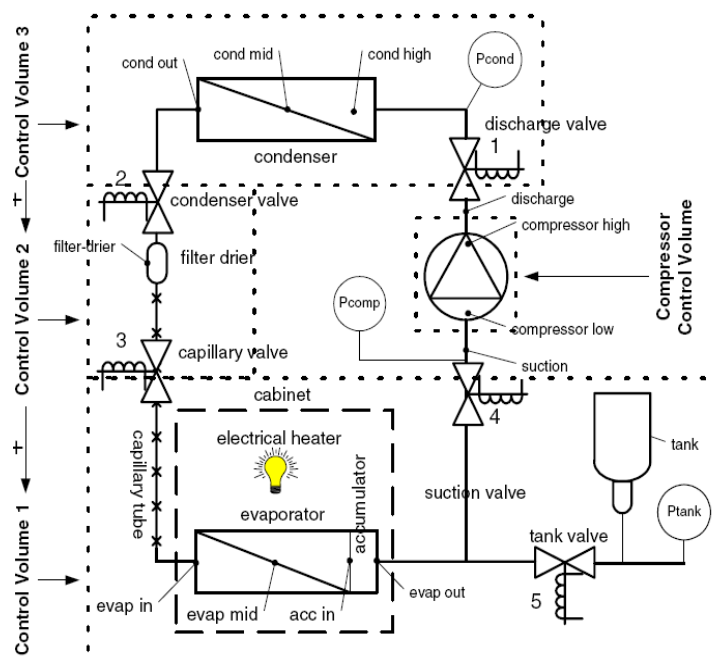 Control Volume 3
+
Control Volume 2
+
Control Volume 1
cond out
cond mid
cond high
Pcond
condenser
discharge valve
1
2
condenser valve
discharge
compressor high
Compressor
Control Volume
filter-drier
filter drier
Pcomp
compressor low
3
capillary valve
suction
cabinet
4
electrical heater
capillary tube
accumulator
evaporator
suction valve
tank
tank valve
Ptank
evap in
evap mid
acc in
evap out
5